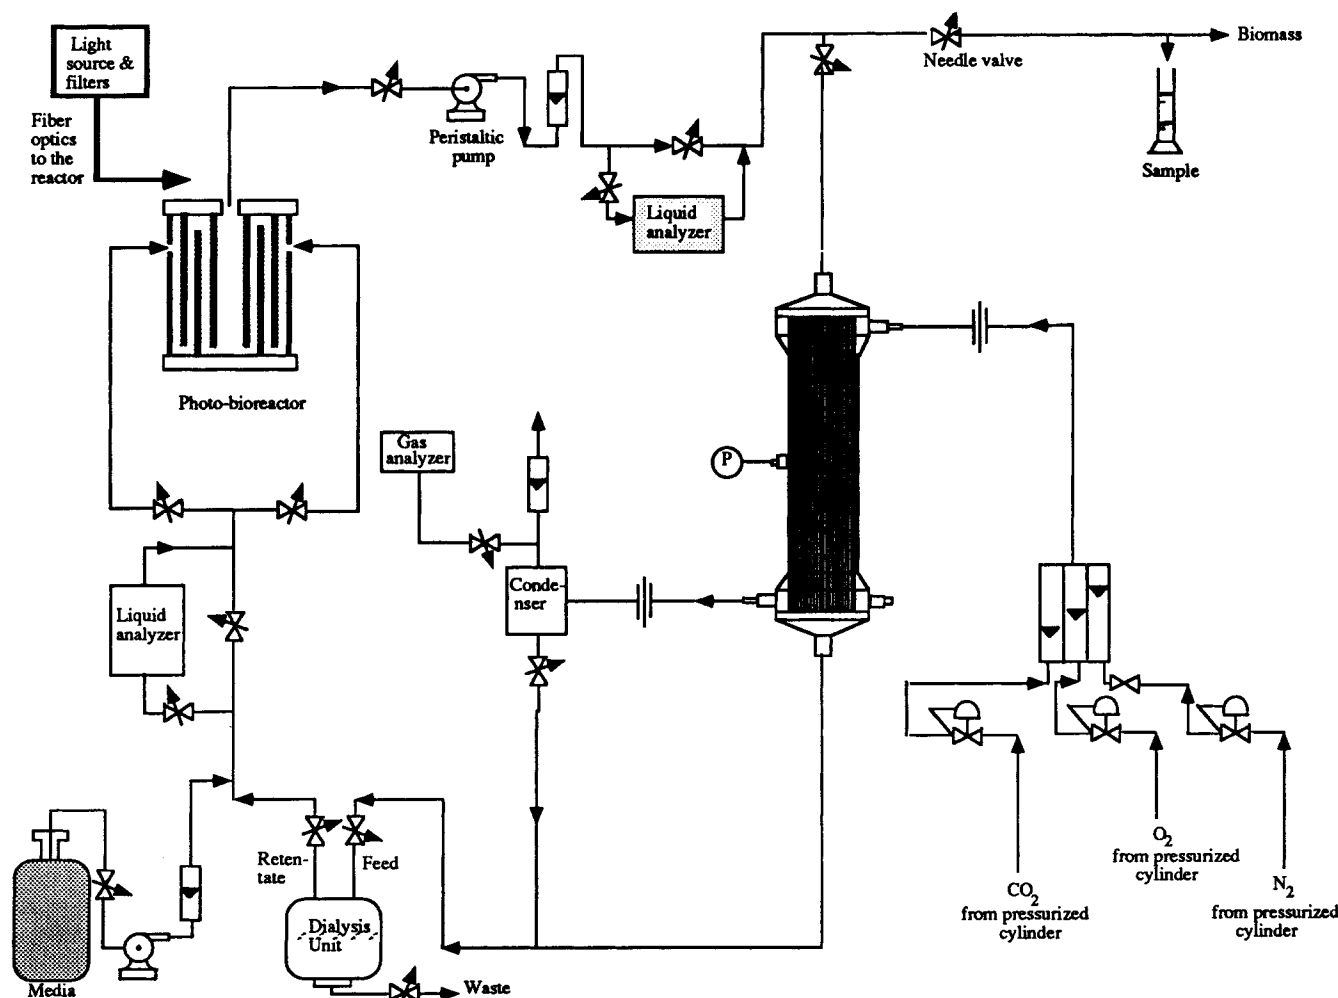 Light
source &
filters
Fiber
optics
to the
reactor
Peristaltic
pump
Liquid
analyzer
Needle valve
Biomass
Sample
Photo-bioreactor
Gas
analyzer
P
Conde-
nser
Liquid
analyzer
Reten-
tate
Feed
Dialysis
Unit
Waste
Media
CO2
from pressurized
cylinder
O2
from pressurized
cylinder
N2
from pressurized
cylinder